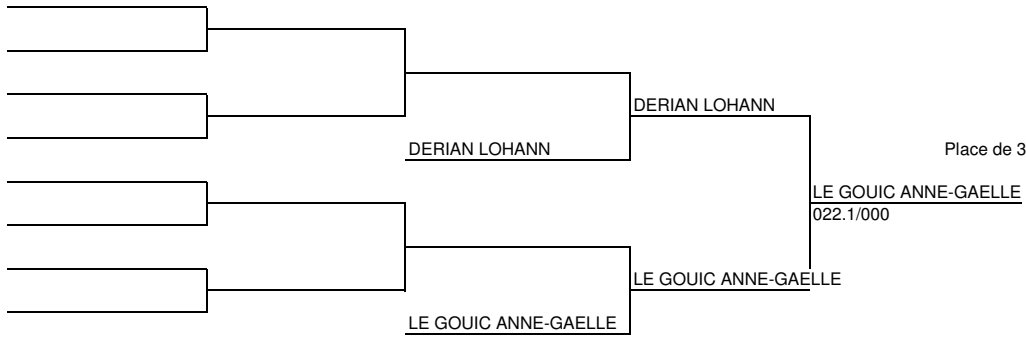 DERIAN LOHANN
DERIAN LOHANN
Place de 3
LE GOUIC ANNE-GAELLE
022.1/000
LE GOUIC ANNE-GAELLE
LE GOUIC ANNE-GAELLE